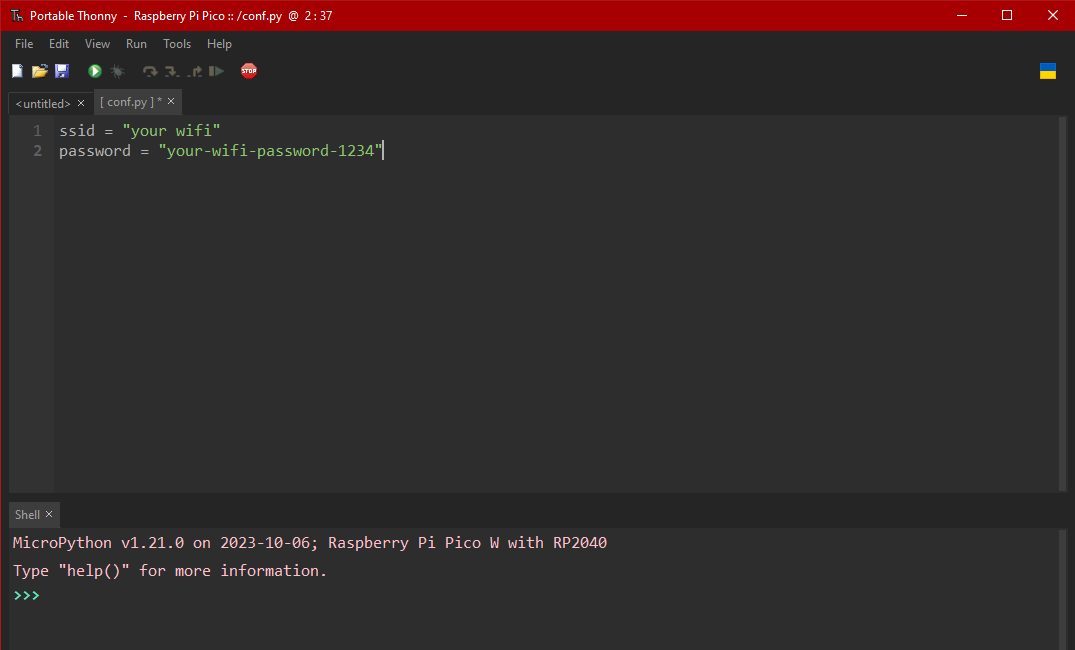 Th Portable Thonny - Raspberry Pi Pico :: /conf.py @ 2:37
File Edit View Run Tools Help
STOP
<untitled> × [ conf.py ] * ×
1 ssid = "your wifi"
2 password = "your-wifi-password-1234"
Shell ×
MicroPython v1.21.0 on 2023-10-06; Raspberry Pi Pico W with RP2040
Type "help()" for more information.
>>>